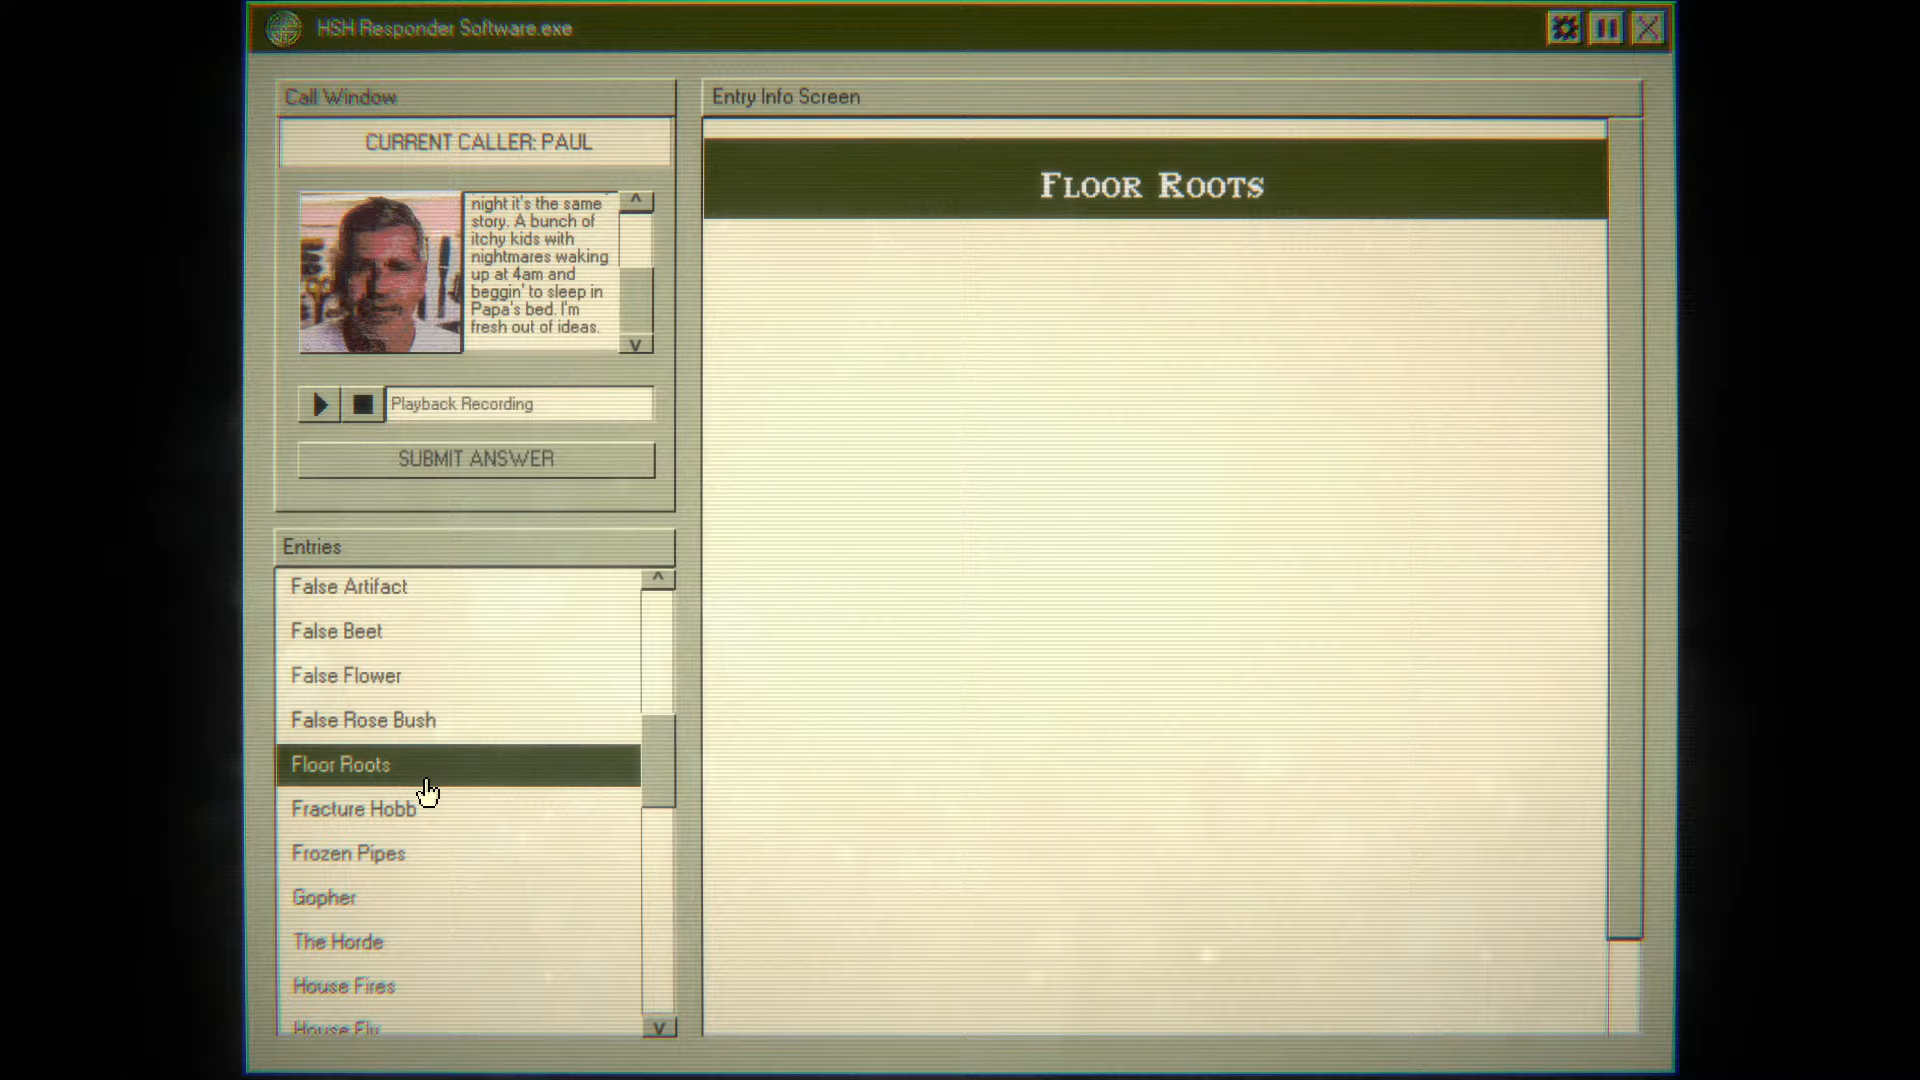 HSH Responder Software.exe
Call Window
CURRENT CALLER: PAUL
night it's the same
story. A bunch of
itchy kids with
nightmares waking
up at 4am and
beggin' to sleep in
Papa's bed. I'm
fresh out of ideas.
Playback Recording
SUBMIT ANSWER
Entries
False Artifact
False Beet
False Flower
False Rose Bush
Floor Roots
Fracture Hobb
Frozen Pipes
Gopher
The Horde
House Fires
House Fly
Entry Info Screen
Floor Roots